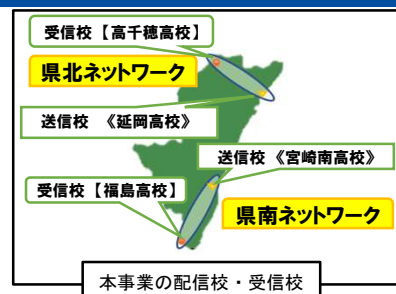 受信校【高千穂高校】
県北ネットワーク
送信校 《延岡高校》
送信校 《宮崎南高校》
受信校【福島高校】
県南ネットワーク
本事業の配信校・受信校